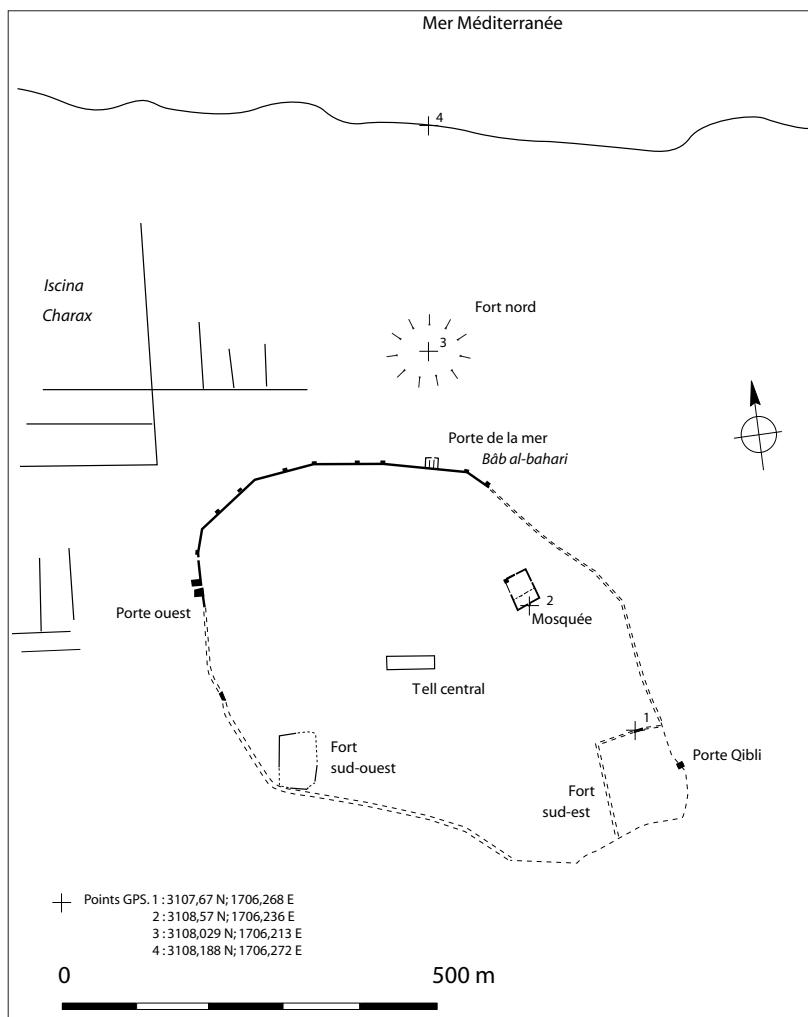 Mer Méditerranée
4
Iscina
Charax
Fort nord
3
Porte de la mer
Bâb al-bahari
Porte ouest
2
Mosquée
Tell central
1
Fort
sud-ouest
Porte Qibli
Fort
sud-est
Points GPS. 1 : 3107,67 N; 1706,268 E
2 : 3108,57 N; 1706,236 E
3 : 3108,029 N; 1706,213 E
4 : 3108,188 N; 1706,272 E
0 500 m